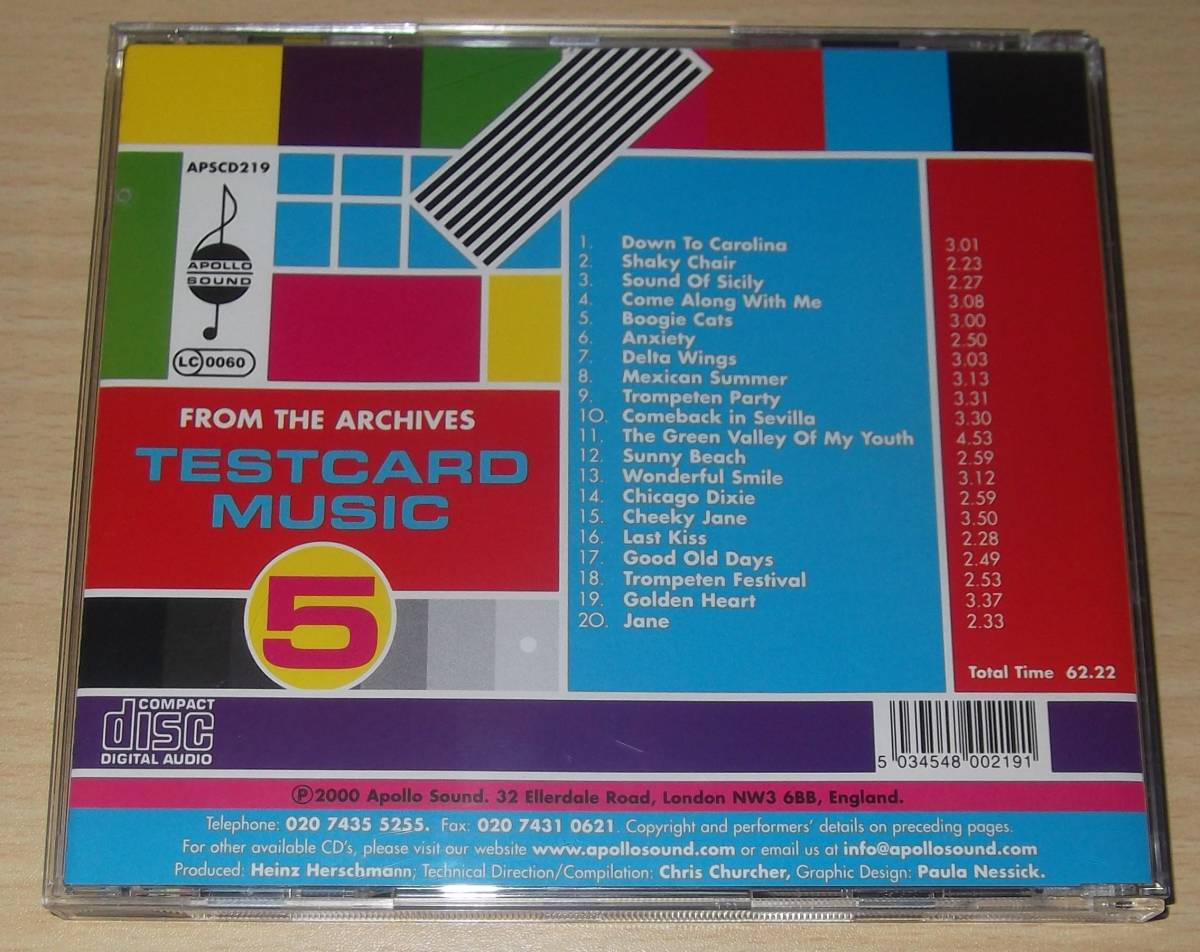 APSCD219
APOLLO
SOUND
LC 0060
FROM THE ARCHIVES
TESTCARD
MUSIC
5
1. Down To Carolina 3.01
2. Shaky Chair 2.23
3. Sound Of Sicily 2.27
4. Come Along With Me 3.08
5. Boogie Cats 3.00
6. Anxiety 2.50
7. Delta Wings 3.03
8. Mexican Summer 3.13
9. Trompeten Party 3.31
10. Comeback in Sevilla 3.30
11. The Green Valley Of My Youth 4.53
12. Sunny Beach 2.59
13. Wonderful Smile 3.12
14. Chicago Dixie 2.59
15. Cheeky Jane 3.50
16. Last Kiss 2.28
17. Good Old Days 2.49
18. Trompeten Festival 2.53
19. Golden Heart 3.37
20. Jane 2.33
Total Time 62.22
COMPACT
disc
DIGITAL AUDIO
5 034548 002191
Ⓟ2000 Apollo Sound. 32 Ellerdale Road, London NW3 6BB, England.
Telephone: 020 7435 5255. Fax: 020 7431 0621. Copyright and performers' details on preceding pages.
For other available CD's, please visit our website www.apollosound.com or email us at info@apollosound.com
Produced: Heinz Herschmann; Technical Direction/Compilation: Chris Churcher, Graphic Design: Paula Nessick.